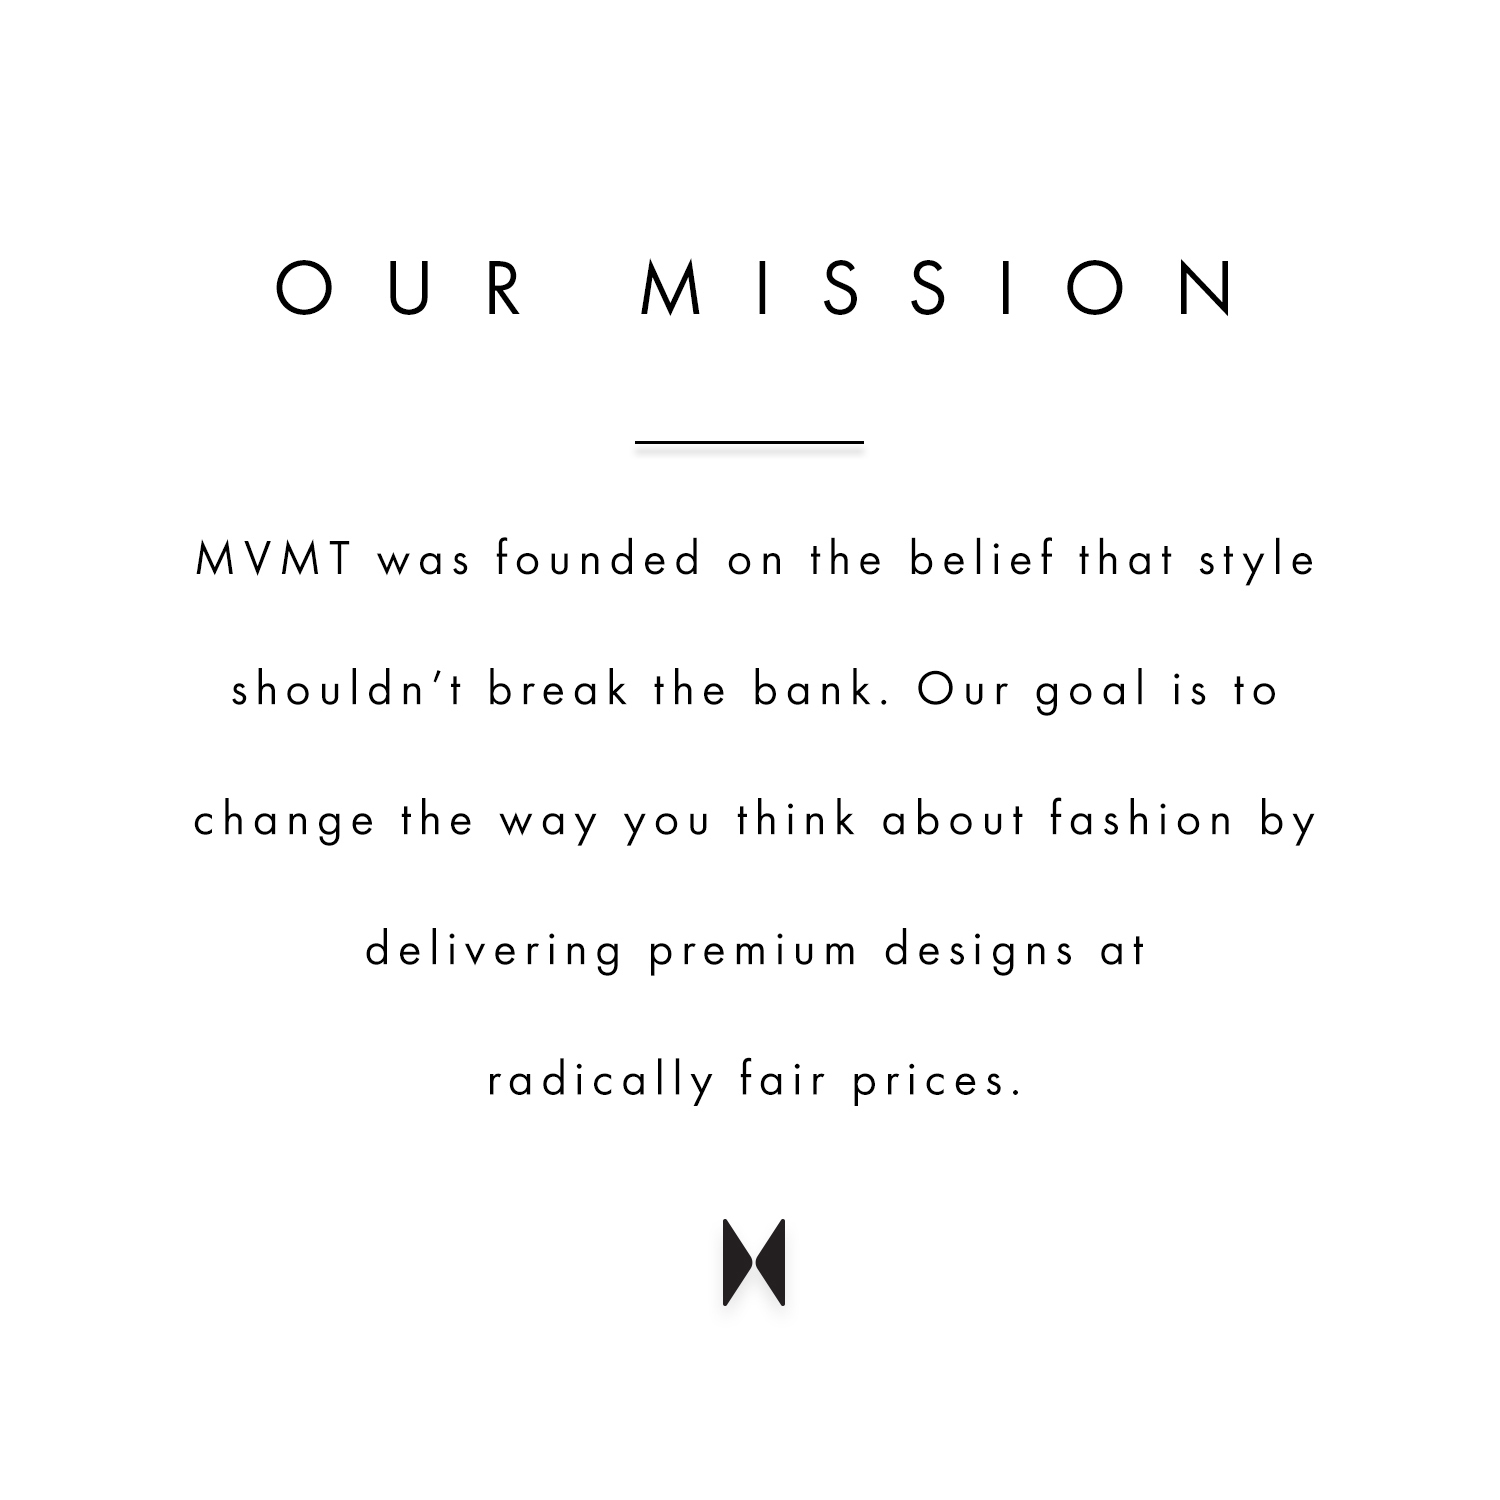 OUR MISSION
MVMT was founded on the belief that style
shouldn’t break the bank. Our goal is to
change the way you think about fashion by
delivering premium designs at
radically fair prices.